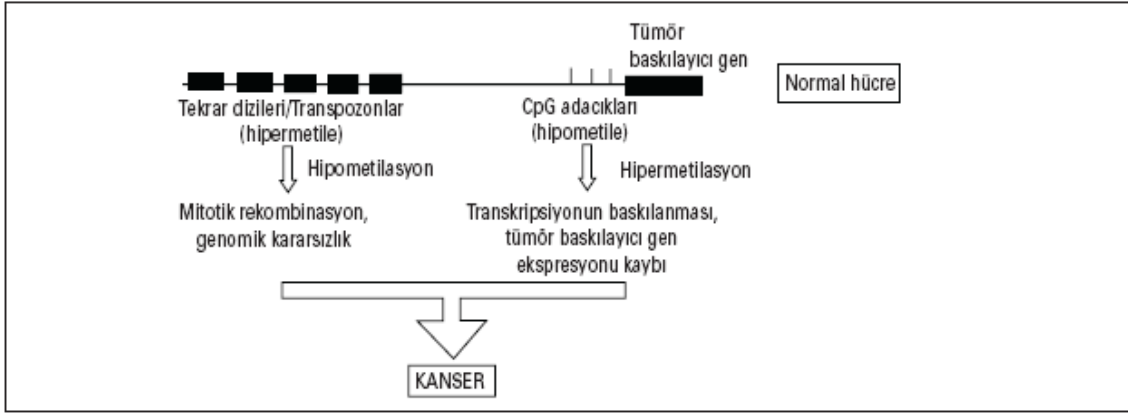 Tümör
baskılayıcı gen
Normal hücre
Tekrar dizileri/Transpozonlar
(hipermetile)
CpG adacıkları
(hipometile)
Hipometilasyon
Hipermetilasyon
Mitotik rekombinasyon,
genomik kararsızlık
Transkripsiyonun baskılanması,
tümör baskılayıcı gen
ekspresyonu kaybı
KANSER